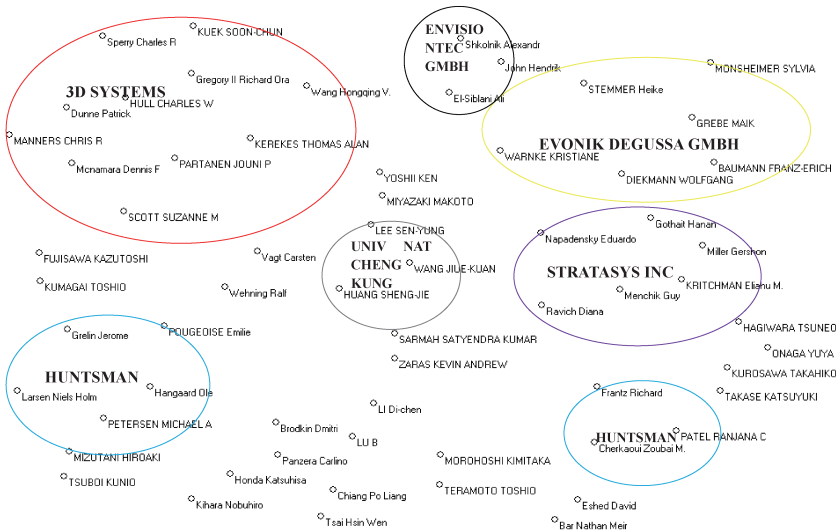 KUEK SOON-CHUN
Sperry Charles R
Gregory II Richard Ora
3D SYSTEMS
Wang Hongqing V.
HULL CHARLES W
Dunne Patrick
MANNERS CHRIS R
KEREKES THOMAS ALAN
Mcnamara Dennis F
PARTANEN JOUNI P
SCOTT SUZANNE M
ENVISIO
NTEC
GMBH
Shkolnik Alexandr
John Hendrik
El-Siblani Ali
MONSHEIMER SYLVIA
STEMMER Heike
GREBE MAIK
EVONIK DEGUSSA GMBH
WARNKE KRISTIANE
BAUMANN FRANZ-ERICH
DIEKMANN WOLFGANG
YOSHII KEN
MIYAZAKI MAKOTO
LEE SEN-YUNG
UNIV NAT
CHENG
KUNG
WANG JIUE-KUAN
HUANG SHENG-JIE
Gothait Hanan
Napadensky Eduardo
Miller Gershon
STRATASYS INC
KRITCHMAN Eliahu M.
Menchik Guy
Ravich Diana
FUJISAWA KAZUTOSHI
Vagt Carsten
KUMAGAI TOSHIO
Wehning Ralf
Grelin Jerome
POUGEOISE Emilie
HUNTSMAN
Larsen Niels Holm
Hangaard Ole
PETERSEN MICHAEL A
SARMAH SATYENDRA KUMAR
ZARAS KEVIN ANDREW
HAGIWARA TSUNEO
ONAGA YUYA
KUROSAWA TAKAHIKO
TAKASE KATSUYUKI
Frantz Richard
HUNTSMAN
PATEL RANJANA C
Cherkaoui Zoubai M.
LI Di-chen
Brodkin Dmitri
LU B
MIZUTANI HIROAKI
Panzera Carlino
MOROHOSHI KIMITAKA
TSUBOI KUNIO
Honda Katsuhisa
Chiang Po Liang
TERAMOTO TOSHIO
Kihara Nobuhiro
Eshed David
Tsai Hsin Wen
Bar Nathan Meir